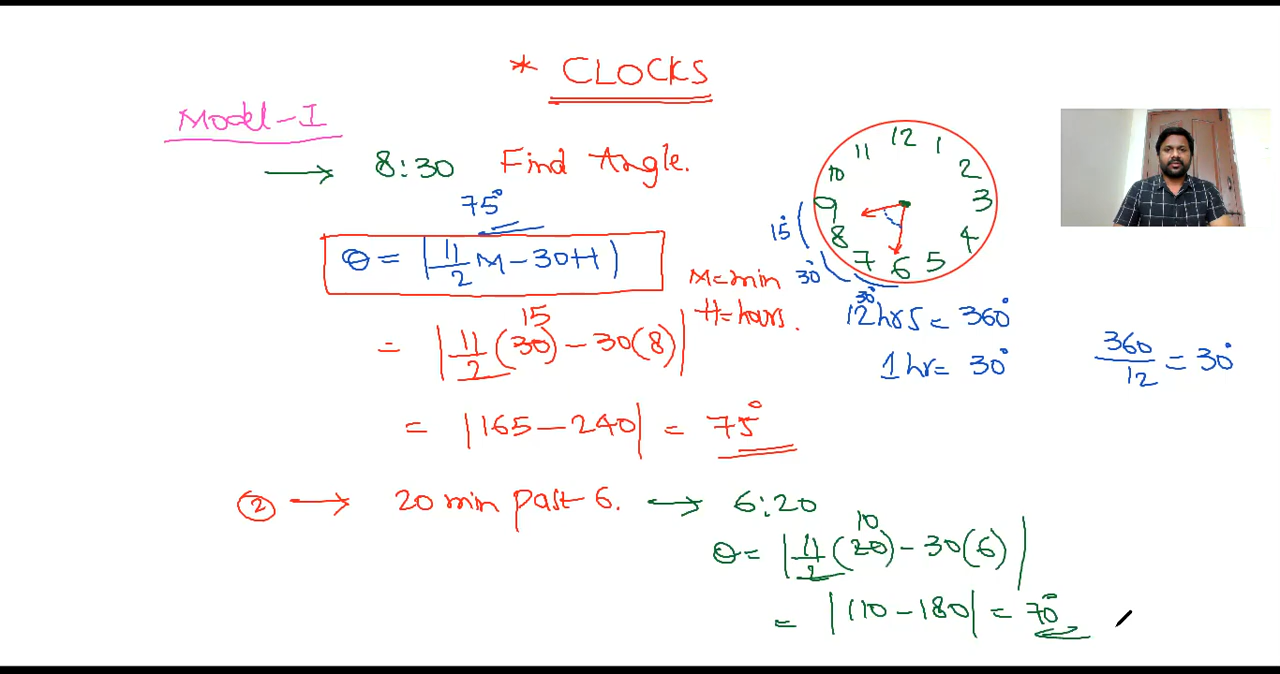 * CLOCKS
Model-I
→ 8:30 Find Angle.
75°
θ = |11/2 M - 30H|
M=min
H=hours.
15
= |11/2 (30) - 30(8)|
= |165 - 240| = 75°
12 1 2 3 4 5 6 7 8 9 10 11
15°
30°
30°
12hrs = 360°
1hr = 30°
360/12 = 30°
② → 20 min past 6. → 6:20
10
θ = |11/2 (20) - 30(6)|
= |110 - 180| = 70°